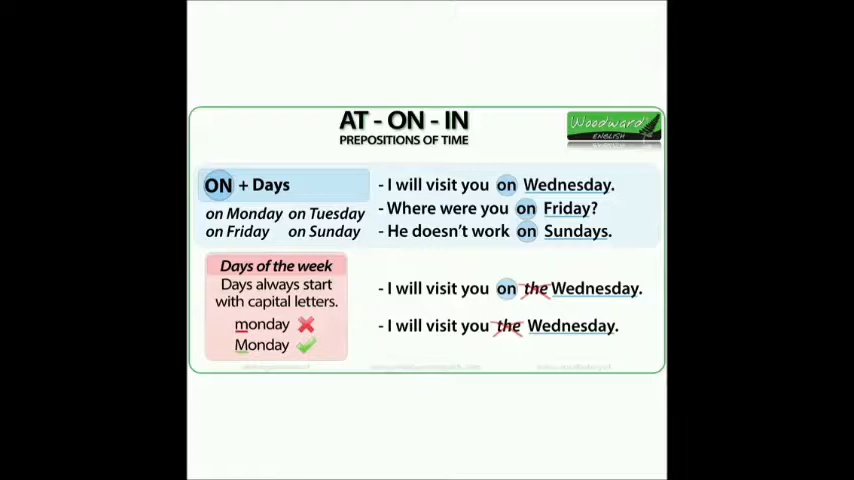 AT - ON - IN
PREPOSITIONS OF TIME
Woodward®
ENGLISH
ON + Days
on Monday on Tuesday
on Friday on Sunday
- I will visit you on Wednesday.
- Where were you on Friday?
- He doesn't work on Sundays.
Days of the week
Days always start
with capital letters.
monday
Monday
- I will visit you on the Wednesday.
- I will visit you the Wednesday.